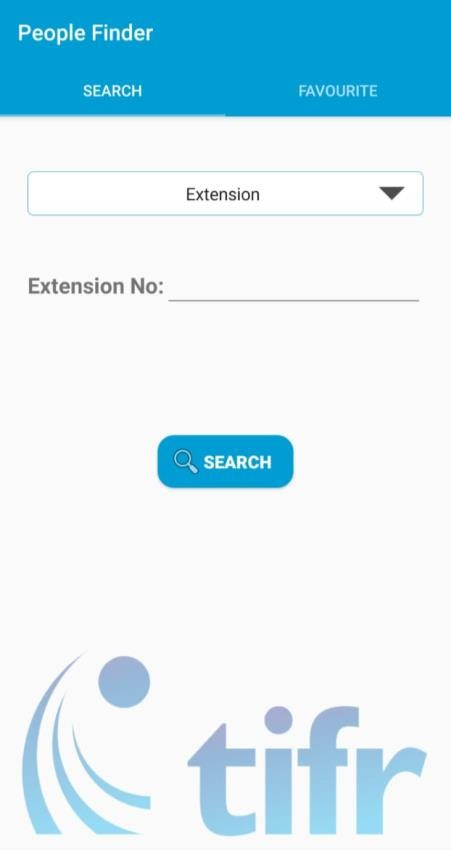 People Finder
SEARCH FAVOURITE
Extension
Extension No:
SEARCH
tifr